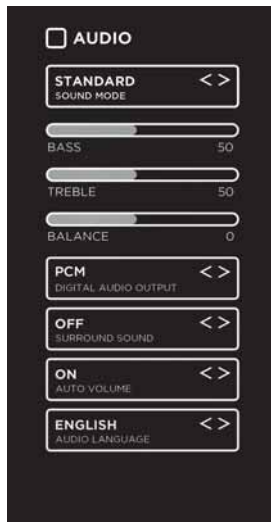 AUDIO
STANDARD < >
SOUND MODE
BASS 50
TREBLE 50
BALANCE 0
PCM < >
DIGITAL AUDIO OUTPUT
OFF < >
SURROUND SOUND
ON < >
AUTO VOLUME
ENGLISH < >
AUDIO LANGUAGE